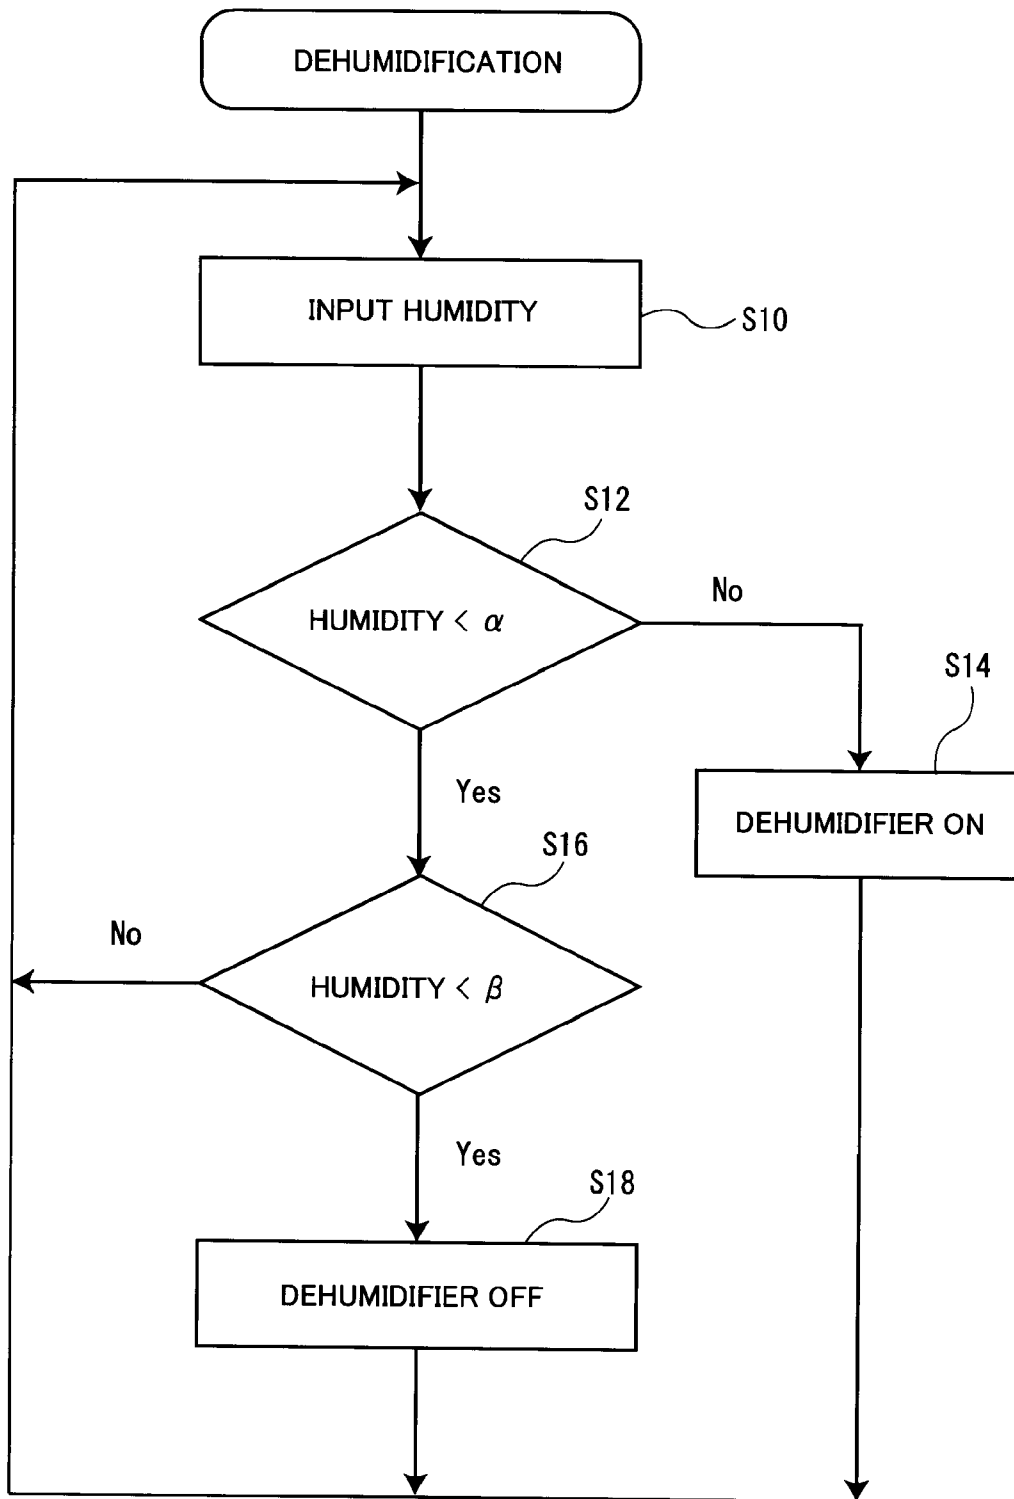 DEHUMIDIFICATION
INPUT HUMIDITY
S10
S12
HUMIDITY < α
No
S14
Yes
DEHUMIDIFIER ON
S16
No
HUMIDITY < β
Yes
S18
DEHUMIDIFIER OFF